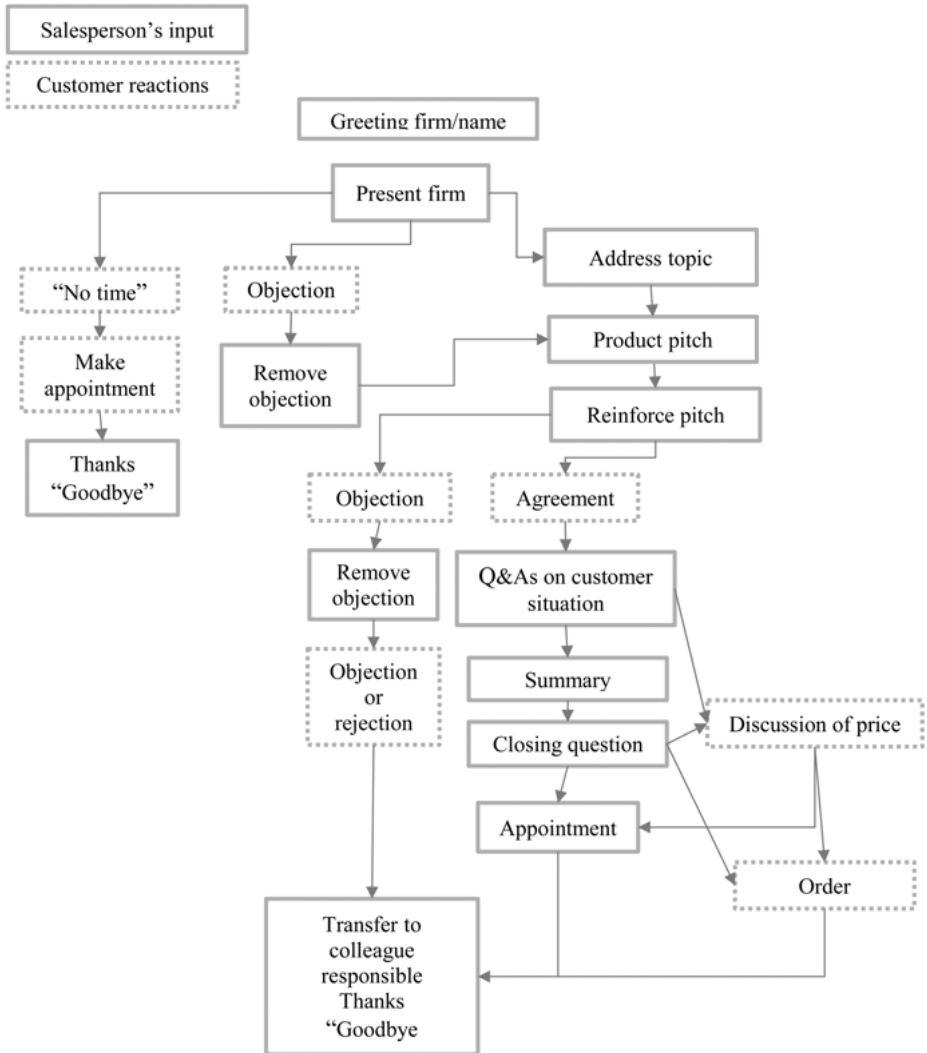 Salesperson’s input
Customer reactions
Greeting firm/name
Present firm
Address topic
“No time”
Objection
Product pitch
Make
appointment
Remove
objection
Reinforce pitch
Thanks
“Goodbye”
Objection
Agreement
Remove
objection
Q&As on customer
situation
Objection
or
rejection
Summary
Discussion of price
Closing question
Appointment
Order
Transfer to
colleague
responsible
Thanks
“Goodbye